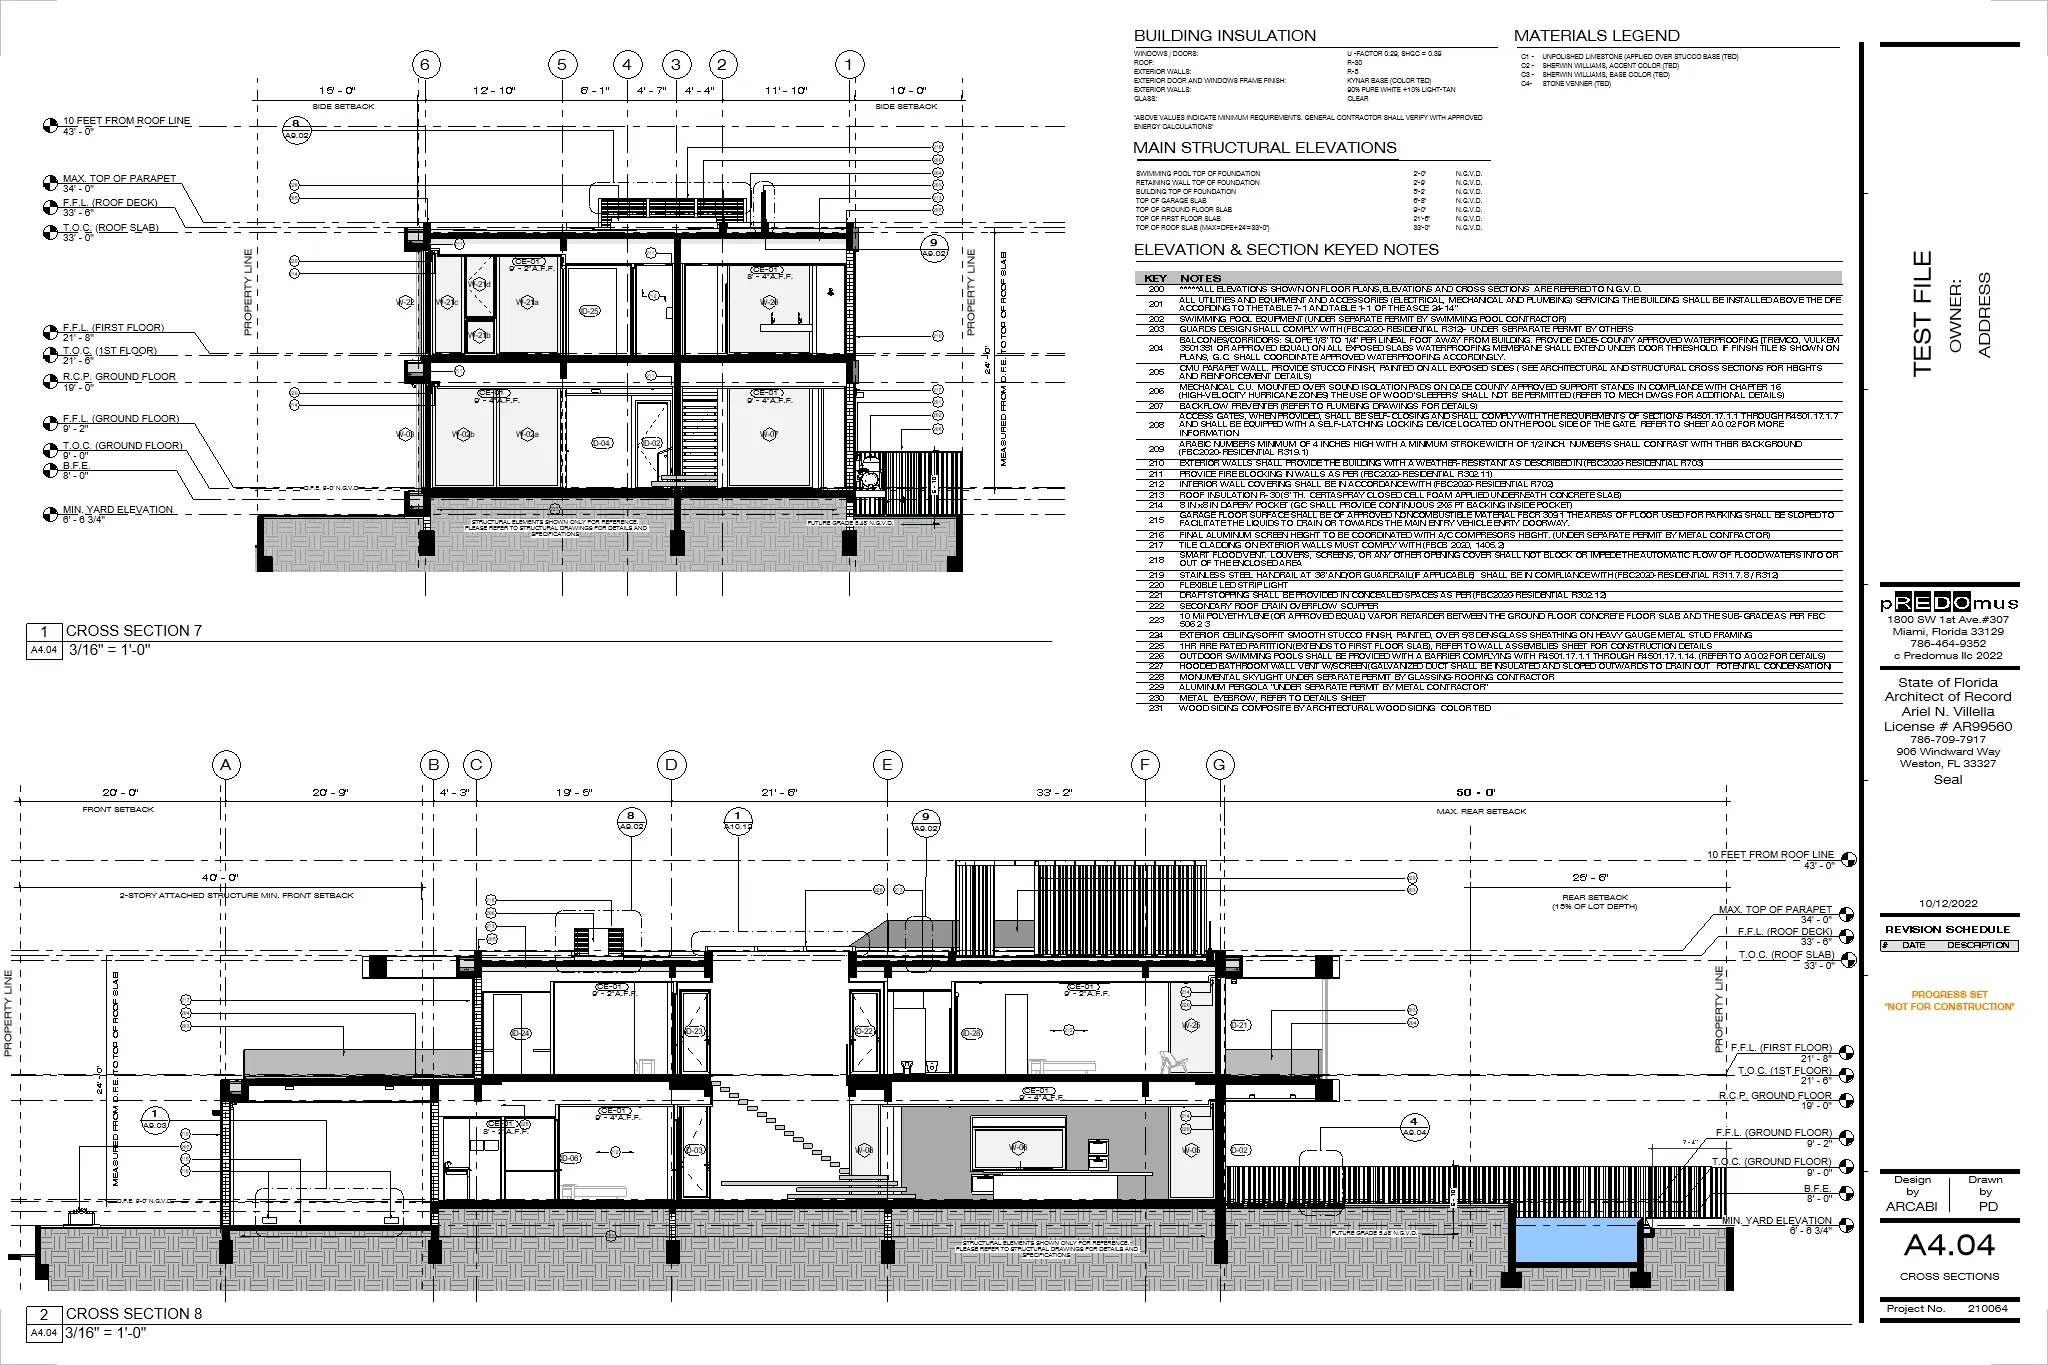 6 5 4 3 2 1
15' - 0" 12' - 10" 6' - 1" 4' - 7" 4' - 4" 11' - 10" 10' - 0"
SIDE SETBACK SIDE SETBACK
10 FEET FROM ROOF LINE
43' - 0"
8
A9.02
MAX. TOP OF PARAPET
34' - 0"
F.F.L. (ROOF DECK)
33' - 6"
T.O.C. (ROOF SLAB)
33' - 0"
9
A9.02
PROPERTY LINE
PROPERTY LINE
MEASURED FROM D.F.E. TO TOP OF ROOF SLAB
24' - 0"
CE-01
9' - 2"A.F.F.
CE-01
8' - 4"A.F.F.
W-22 W-21c W-21d W-21a W-21b D-25 W-26
F.F.L. (FIRST FLOOR)
21' - 8"
T.O.C. (1ST FLOOR)
21' - 6"
R.C.P. GROUND FLOOR
19' - 0"
CE-01
9' - 4"A.F.F.
CE-01
9' - 4"A.F.F.
F.F.L. (GROUND FLOOR)
9' - 2"
W-02b W-02a D-04 D-02 W-07
T.O.C. (GROUND FLOOR)
9' - 0"
B.F.E.
8' - 0"
D.F.E. 9'-0" N.G.V.D.
MIN. YARD ELEVATION
6' - 6 3/4"
STRUCTURAL ELEMENTS SHOWN ONLY FOR REFERENCE,
PLEASE REFER TO STRUCTURAL DRAWINGS FOR DETAILS AND
SPECIFICATIONS
FUTURE GRADE 5.45' N.G.V.D.
1 CROSS SECTION 7
A4.04 3/16" = 1'-0"
BUILDING INSULATION
WINDOWS / DOORS: U -FACTOR 0.29, SHGC = 0.39
ROOF: R-30
EXTERIOR WALLS: R-5
EXTERIOR DOOR AND WINDOWS FRAME FINISH: KYNAR BASE (COLOR TBD)
EXTERIOR WALLS: 90% PURE WHITE +10% LIGHT-TAN
GLASS: CLEAR
"ABOVE VALUES INDICATE MINIMUM REQUIREMENTS. GENERAL CONTRACTOR SHALL VERIFY WITH APPROVED
ENERGY CALCULATIONS"
MATERIALS LEGEND
C1 - UNPOLISHED LIMESTONE (APPLIED OVER STUCCO BASE (TBD)
C2 - SHERWIN WILLIAMS, ACCENT COLOR (TBD)
C3 - SHERWIN WILLIAMS, BASE COLOR (TBD)
C4- STONE VENNER (TBD)
MAIN STRUCTURAL ELEVATIONS
SWIMMING POOL TOP OF FOUNDATION 2'-0" N.G.V.D.
RETAINING WALL TOP OF FOUNDATION 2'-9" N.G.V.D.
BUILDING TOP OF FOUNDATION 5'-2" N.G.V.D.
TOP OF GARAGE SLAB 6'-8" N.G.V.D.
TOP OF GROUND FLOOR SLAB 9'-0" N.G.V.D.
TOP OF FIRST FLOOR SLAB 21'-6" N.G.V.D.
TOP OF ROOF SLAB (MAX=DFE+24'=33'-0") 33'-0" N.G.V.D.
ELEVATION & SECTION KEYED NOTES
KEY NOTES
200 *****ALL ELEVATIONS SHOWN ON FLOOR PLANS, ELEVATIONS AND CROSS SECTIONS ARE REFERED TO N.G.V.D.
201 ALL UTILITIES AND EQUIPMENT AND ACCESSORIES (ELECTRICAL, MECHANICAL AND PLUMBING) SERVICING THE BUILDING SHALL BE INSTALLED ABOVE THE DFE
ACCORDING TO THE TABLE 7-1 AND TABLE 1-1 OF THE ASCE 24-14"
202 SWIMMING POOL EQUIPMENT (UNDER SEPARATE PERMIT BY SWIMMING POOL CONTRACTOR)
203 GUARDS DESIGN SHALL COMPLY WITH (FBC2020-RESIDENTIAL R312)- UNDER SERPARATE PERMIT BY OTHERS
204 BALCONES/CORRIDORS: SLOPE 1/8" TO 1/4" PER LINEAL FOOT AWAY FROM BUILDING. PROVIDE DADE-COUNTY APPROVED WATERPROOFING (TREMCO, VULKEM
350 I 351 OR APPROVED EQUAL) ON ALL EXPOSED SLABS WATERPROOFING MEMBRANE SHALL EXTEND UNDER DOOR THRESHOLD. IF FINSH TILE IS SHOWN ON
PLANS, G.C. SHALL COORDINATE APPROVED WATERPROOFING ACCORDINGLY.
205 CMU PARAPET WALL. PROVIDE STUCCO FINISH, PAINTED ON ALL EXPOSED SIDES ( SEE ARCHITECTURAL AND STRUCTURAL CROSS SECTIONS FOR HEIGHTS
AND REINFORCEMENT DETAILS)
206 MECHANICAL C.U. MOUNTED OVER SOUND ISOLATION PADS ON DADE COUNTY APPROVED SUPPORT STANDS IN COMPLIANCE WITH CHAPTER 16
(HIGH-VELOCITY HURRICANE ZONES) THE USE OF WOOD 'SLEEPERS' SHALL NOT BE PERMITTED (REFER TO MECH DWGS FOR ADDITIONAL DETAILS)
207 BACKFLOW PREVENTER (REFER TO PLUMBING DRAWINGS FOR DETAILS)
208 ACCESS GATES, WHEN PROVIDED, SHALL BE SELF-CLOSING AND SHALL COMPLY WITH THE REQUIREMENTS OF SECTIONS R4501.17.1.1 THROUGH R4501.17.1.7
AND SHALL BE EQUIPPED WITH A SELF-LATCHING LOCKING DEVICE LOCATED ON THE POOL SIDE OF THE GATE. REFER TO SHEET A0.02 FOR MORE
INFORMATION
209 ARABIC NUMBERS MINIMUM OF 4 INCHES HIGH WITH A MINIMUM STROKE WIDTH OF 1/2 INCH. NUMBERS SHALL CONTRAST WITH THEIR BACKGROUND
(FBC2020-RESIDENTIAL R319.1)
210 EXTERIOR WALLS SHALL PROVIDE THE BUILDING WITH A WEATHER-RESISTANT AS DESCRIBED IN (FBC2020-RESIDENTIAL R703)
211 PROVIDE FIRE BLOCKING IN WALLS AS PER (FBC2020-RESIDENTIAL R302.11)
212 INTERIOR WALL COVERING SHALL BE IN ACCORDANCE WITH (FBC2020-RESIDENTIAL R702)
213 ROOF INSULATION R-30 (5" TH. CERTASPRAY CLOSED CELL FOAM APPLIED UNDERNEATH CONCRETE SLAB)
214 8 IN x8 IN DAPERY POCKET (GC SHALL PROVIDE CONTINUOUS 2X6 PT BACKING INSIDE POCKET)
215 GARAGE FLOOR SURFACE SHALL BE OF APPROVED NONCOMBUSTIBLE MATERIAL FBCR 309.1 THE AREAS OF FLOOR USED FOR PARKING SHALL BE SLOPED TO
FACILITATE THE LIQUIDS TO DRAIN OR TOWARDS THE MAIN ENTRY VEHICLE ENRTY DOORWAY.
216 FINAL ALUMINUM SCREEN HEIGHT TO BE COORDINATED WITH A/C COMPRESORS HEIGHT. (UNDER SEPARATE PERMIT BY METAL CONTRACTOR)
217 TILE CLADDING ON EXTERIOR WALLS MUST COMPLY WITH (FBCB 2020, 1405.2)
218 SMART FLOOD VENT. LOUVERS, SCREENS, OR ANY OTHER OPENING COVER SHALL NOT BLOCK OR IMPEDE THE AUTOMATIC FLOW OF FLOOD WATERS INTO OR
OUT OF THE ENCLOSED AREA
219 STAINLESS STEEL HANDRAIL AT 36" AND/OR GUARDRAIL(IF APPLICABLE) SHALL BE IN COMPLIANCE WITH (FBC2020-RESIDENTIAL R311.7.8 / R312)
220 FLEXIBLE LED STRIP LIGHT
221 DRAFTSTOPPING SHALL BE PROVIDED IN CONCEALED SPACES AS PER (FBC2020-RESIDENTIAL R302.12)
222 SECONDARY ROOF DRAIN OVERFLOW SCUPPER
223 10 Mil POLYETHYLENE (OR APPROVED EQUAL) VAFOR RETARDER BETWEEN THE GROUND FLOOR CONCRETE FLOOR SLAB AND THE SUB-GRADE AS PER FBC
506.2.3
224 EXTERIOR CEILING/SOFFIT SMOOTH STUCCO FINISH, PAINTED, OVER 5/8 DENSGLASS SHEATHING ON HEAVY GAUGE METAL STUD FRAMING
225 1HR FIRE RATED PARTITION(EXTENDS TO FIRST FLOOR SLAB), REFER TO WALL ASSEMBLIES SHEET FOR CONSTRUCTION DETAILS
226 OUTDOOR SWIMMING POOLS SHALL BE PROVIDED WITH A BARRIER COMPLYING WITH R4501.17.1.1 THROUGH R4501.17.1.14. (REFER TO A0.02 FOR DETAILS)
227 HOODED BATHROOM WALL VENT W/SCREEN(GALVANIZED DUCT SHALL BE INSULATED AND SLOPED OUTWARDS TO DRAIN OUT POTENTIAL CONDENSATION)
228 MONUMENTAL SKYLIGHT UNDER SEPARATE PERMIT BY GLASSING-ROOFING CONTRACTOR
229 ALUMINUM PERGOLA "UNDER SEPARATE PERMIT BY METAL CONTRACTOR"
230 METAL EYEBROW, REFER TO DETAILS SHEET
231 WOOD SIDING COMPOSITE BY ARCHITECTURAL WOOD SIDING COLOR TBD
A B C D E F G
20' - 0" 20' - 9" 4' - 3" 19' - 5" 21' - 6" 33' - 2" 50' - 0"
FRONT SETBACK MAX. REAR SETBACK
8
A9.02
1
A10.12
9
A9.02
40' - 0"
2-STORY ATTACHED STRUCTURE MIN. FRONT SETBACK
25' - 6"
REAR SETBACK
(15% OF LOT DEPTH)
10 FEET FROM ROOF LINE
43' - 0"
MAX. TOP OF PARAPET
34' - 0"
F.F.L. (ROOF DECK)
33' - 6"
T.O.C. (ROOF SLAB)
33' - 0"
PROPERTY LINE
MEASURED FROM D.F.E. TO TOP OF ROOF SLAB
24' - 0"
PROPERTY LINE
CE-01
9' - 2"A.F.F.
CE-01
9' - 2"A.F.F.
D-24 D-23 D-22 D-28 W-25 D-21
F.F.L. (FIRST FLOOR)
21' - 8"
T.O.C. (1ST FLOOR)
21' - 6"
R.C.P. GROUND FLOOR
19' - 0"
1
A9.03
CE-01
8' - 2"A.F.F.
CE-01
9' - 4"A.F.F.
CE-01
9' - 4"A.F.F.
4
A9.04
D-06 D-03 W-06 W-05 D-02
7' - 4"
F.F.L. (GROUND FLOOR)
9' - 2"
T.O.C. (GROUND FLOOR)
9' - 0"
B.F.E.
8' - 0"
D.F.E. 9'-0" N.G.V.D.
MIN. YARD ELEVATION
6' - 6 3/4"
STRUCTURAL ELEMENTS SHOWN ONLY FOR REFERENCE,
PLEASE REFER TO STRUCTURAL DRAWINGS FOR DETAILS AND
SPECIFICATIONS
FUTURE GRADE 5.45' N.G.V.D.
2 CROSS SECTION 8
A4.04 3/16" = 1'-0"
TEST FILE
OWNER:
ADDRESS
pREDOmus
1800 SW 1st Ave.#307
Miami, Florida 33129
786-464-9352
c Predomus llc 2022
State of Florida
Architect of Record
Ariel N. Villella
License # AR99560
786-709-7917
906 Windward Way
Weston, FL 33327
Seal
10/12/2022
REVISION SCHEDULE
# DATE DESCRIPTION
PROGRESS SET
"NOT FOR CONSTRUCTION"
Design by ARCABI
Drawn by PD
A4.04
CROSS SECTIONS
Project No. 210064